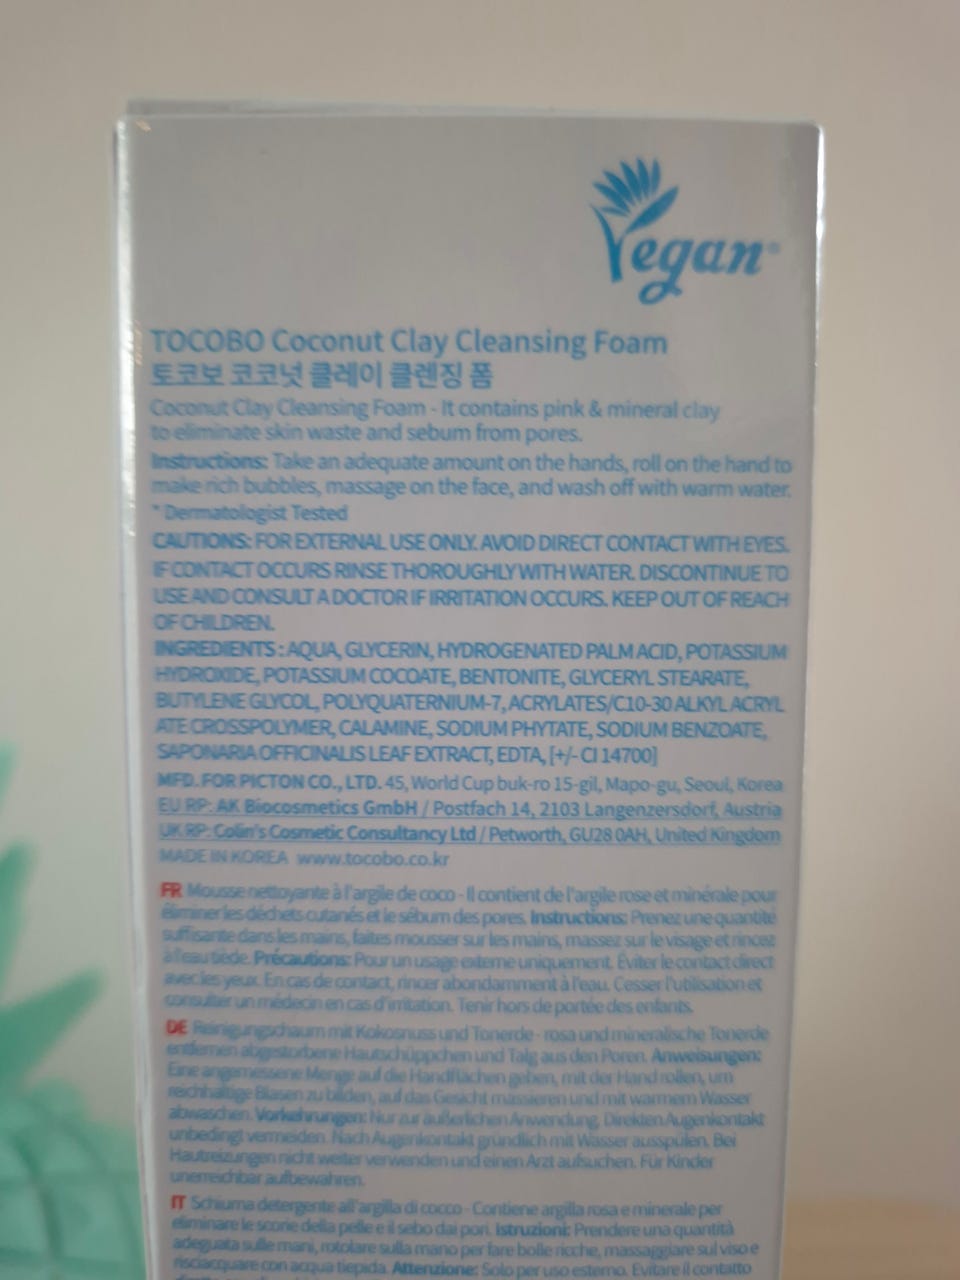 Vegan®
TOCOBO Coconut Clay Cleansing Foam
토코보 코코넛 클레이 클렌징 폼
Coconut Clay Cleansing Foam - It contains pink & mineral clay
to eliminate skin waste and sebum from pores.
Instructions: Take an adequate amount on the hands, roll on the hand to
make rich bubbles, massage on the face, and wash off with warm water.
* Dermatologist Tested
CAUTIONS: FOR EXTERNAL USE ONLY. AVOID DIRECT CONTACT WITH EYES.
IF CONTACT OCCURS RINSE THOROUGHLY WITH WATER. DISCONTINUE TO
USE AND CONSULT A DOCTOR IF IRRITATION OCCURS. KEEP OUT OF REACH
OF CHILDREN.
INGREDIENTS : AQUA, GLYCERIN, HYDROGENATED PALM ACID, POTASSIUM
HYDROXIDE, POTASSIUM COCOATE, BENTONITE, GLYCERYL STEARATE,
BUTYLENE GLYCOL, POLYQUATERNIUM-7, ACRYLATES/C10-30 ALKYL ACRYL
ATE CROSSPOLYMER, CALAMINE, SODIUM PHYTATE, SODIUM BENZOATE,
SAPONARIA OFFICINALIS LEAF EXTRACT, EDTA, [+/- CI 14700]
MFD. FOR PICTON CO., LTD. 45, World Cup buk-ro 15-gil, Mapo-gu, Seoul, Korea
EU RP: AK Biocosmetics GmbH / Postfach 14, 2103 Langenzersdorf, Austria
UK RP: Colin's Cosmetic Consultancy Ltd / Petworth, GU28 0AH, United Kingdom
MADE IN KOREA www.tocobo.co.kr
FR Mousse nettoyante à l'argile de coco - Il contient de l'argile rose et minérale pour
éliminer les déchets cutanés et le sébum des pores. Instructions: Prenez une quantité
suffisante dans les mains, faites mousser sur les mains, massez sur le visage et rincez
à l'eau tiède. Précautions: Pour un usage externe uniquement. Éviter le contact direct
avec les yeux. En cas de contact, rincer abondamment à l'eau. Cesser l'utilisation et
consulter un médecin en cas d'irritation. Tenir hors de portée des enfants.
DE Reinigungschaum mit Kokosnuss und Tonerde - rosa und mineralische Tonerde
entfernen abgestorbene Hautschüppchen und Talg aus den Poren. Anweisungen:
Eine angemessene Menge auf die Handflächen geben, mit der Hand rollen, um
reichhaltige Blasen zu bilden, auf das Gesicht massieren und mit warmem Wasser
abwaschen. Vorkehrungen: Nur zur äußerlichen Anwendung. Direkten Augenkontakt
unbedingt vermeiden. Nach Augenkontakt gründlich mit Wasser ausspülen. Bei
Hautreizungen nicht weiter verwenden und einen Arzt aufsuchen. Für Kinder
unerreichbar aufbewahren.
IT Schiuma detergente all'argilla di cocco - Contiene argilla rosa e minerale per
eliminare le scorie della pelle e il sebo dai pori. Istruzioni: Prendere una quantità
adeguata sulle mani, rotolare sulla mano per fare bolle ricche, massaggiare sul viso e
risciacquare con acqua tiepida. Attenzione: Solo per uso esterno. Evitare il contatto